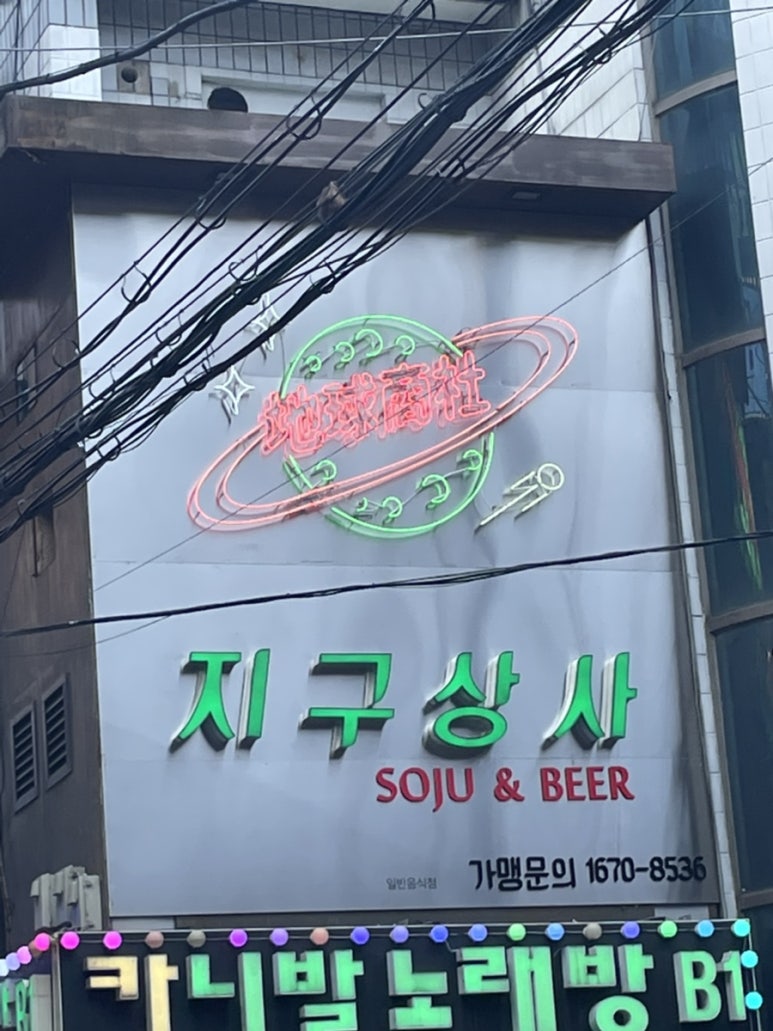 地球商社
지구상사
SOJU & BEER
일반음식점
가맹문의 1670-8536
카니발노래방 B1